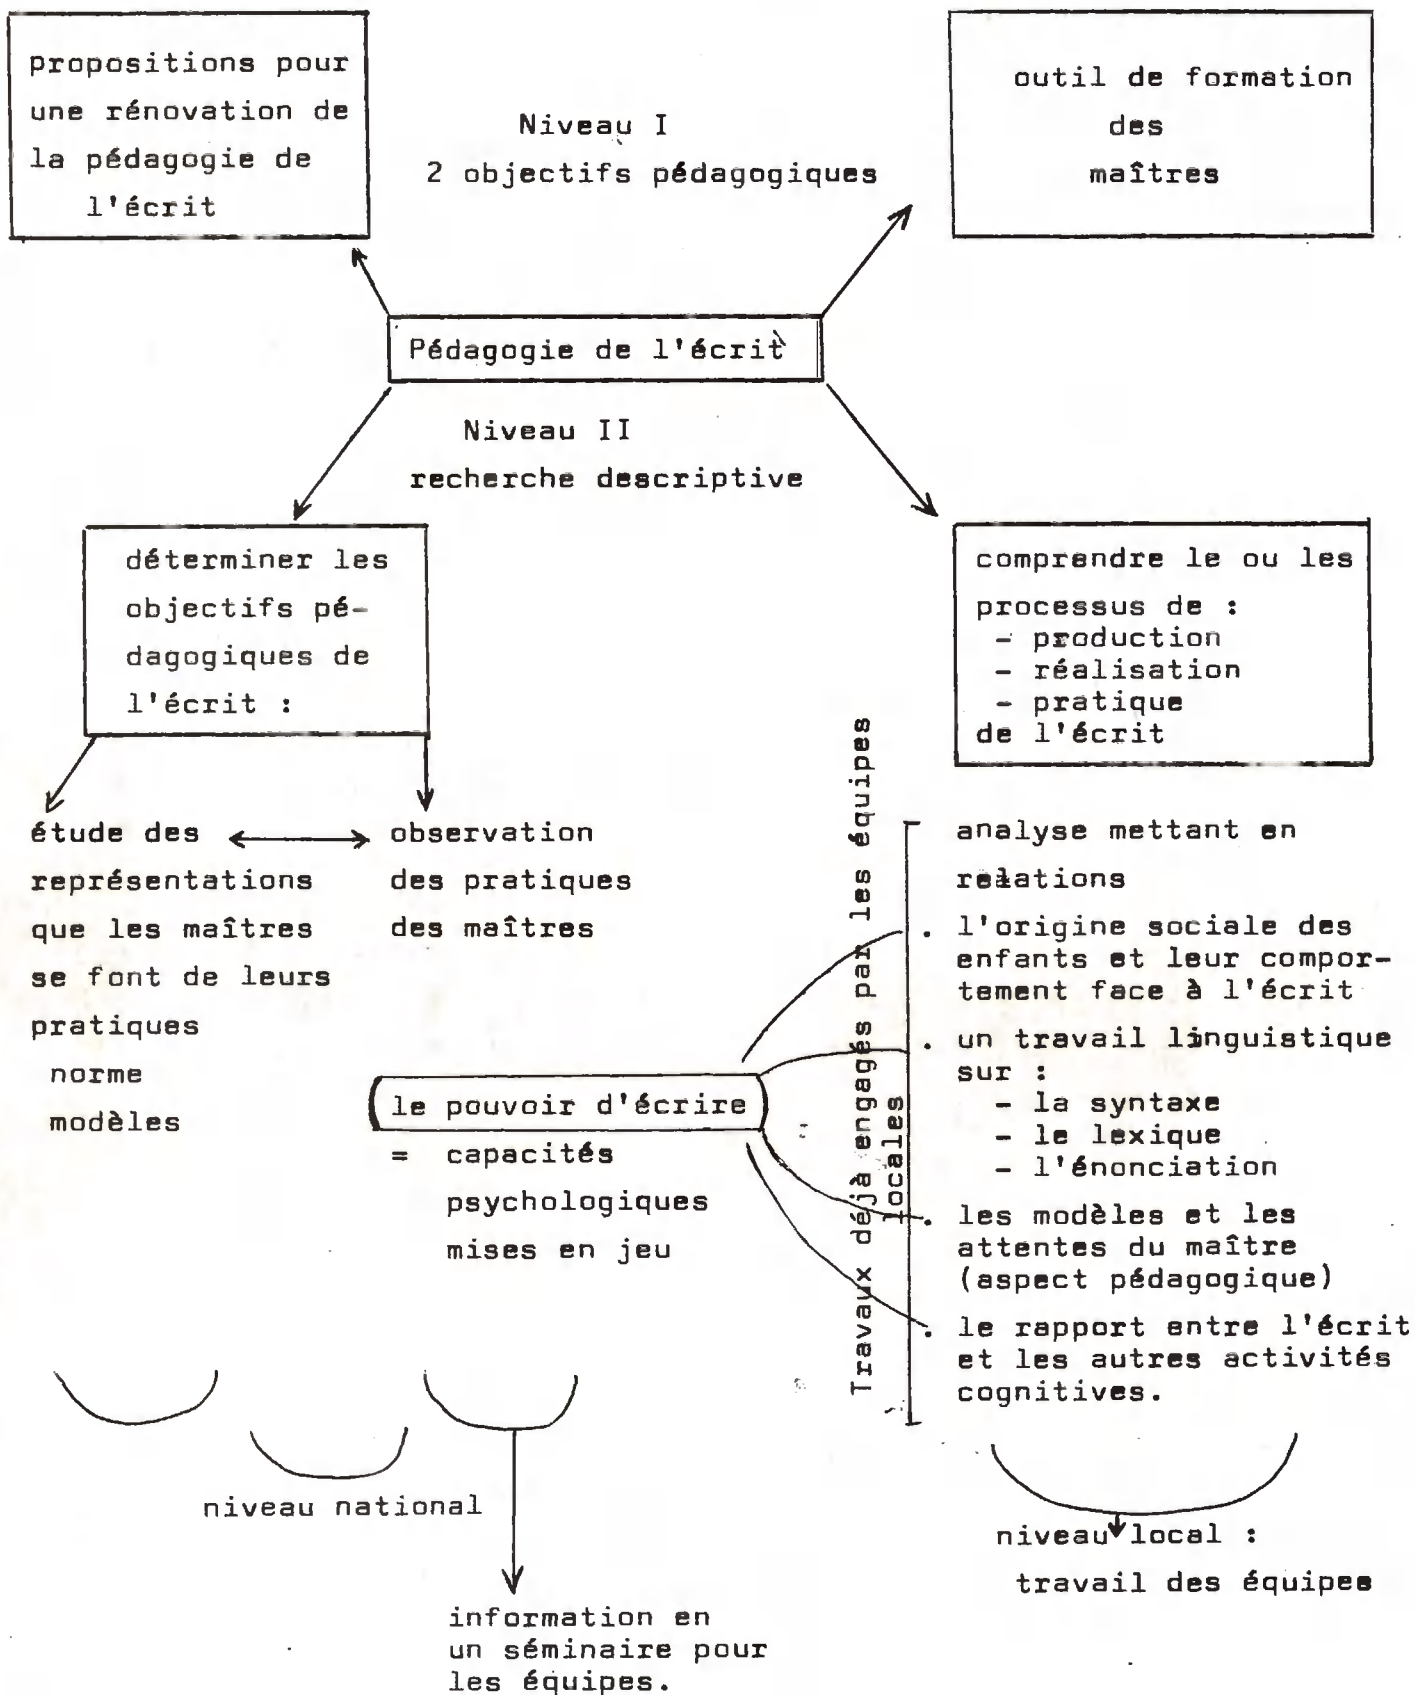 propositions pour
une rénovation de
la pédagogie de
l'écrit
Niveau I
2 objectifs pédagogiques
outil de formation
des
maîtres
Pédagogie de l'écrit
Niveau II
recherche descriptive
déterminer les
objectifs pé-
dagogiques de
l'écrit :
comprendre le ou les
processus de :
- production
- réalisation
- pratique
de l'écrit
étude des
représentations
que les maîtres
se font de leurs
pratiques
norme
modèles
observation
des pratiques
des maîtres
le pouvoir d'écrire
= capacités
psychologiques
mises en jeu
Travaux déjà engagés par les équipes
locales
analyse mettant en
relations
. l'origine sociale des
enfants et leur compor-
tement face à l'écrit
. un travail linguistique
sur :
- la syntaxe
- le lexique
- l'énonciation
. les modèles et les
attentes du maître
(aspect pédagogique)
. le rapport entre l'écrit
et les autres activités
cognitives.
niveau national
information en
un séminaire pour
les équipes.
niveau local :
travail des équipes